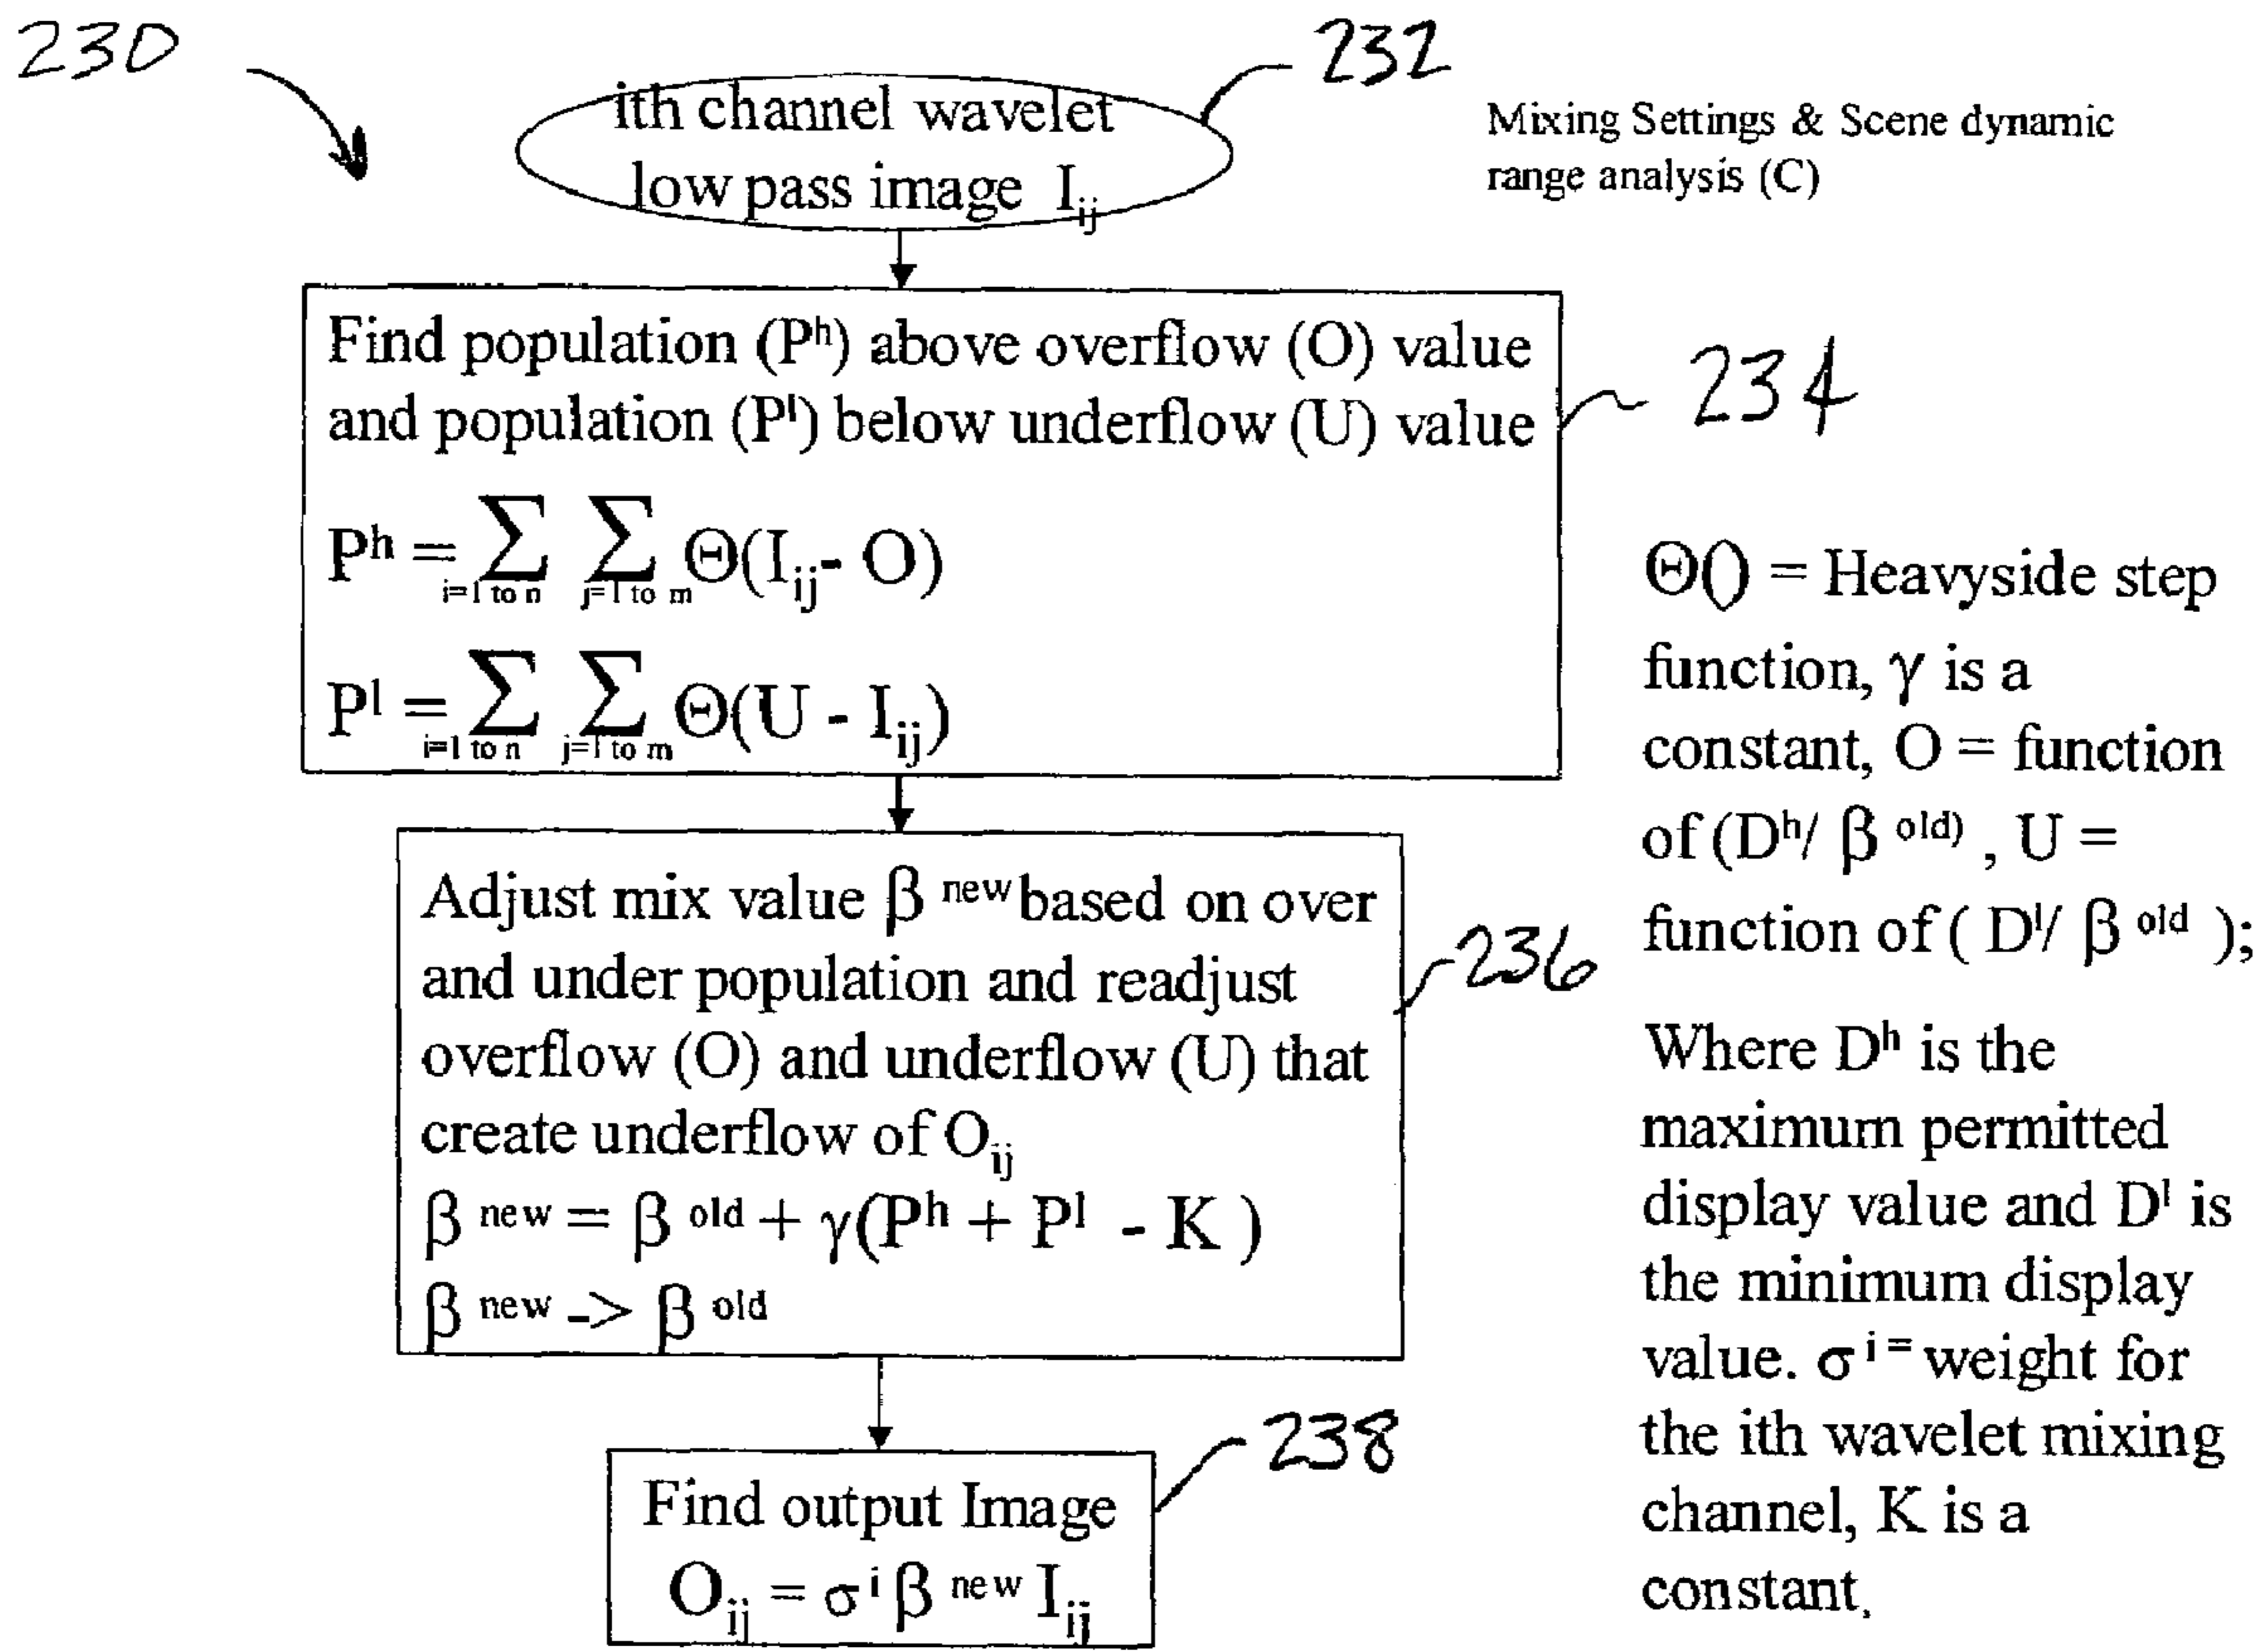 230
232
ith channel wavelet
low pass image I_ij
Mixing Settings & Scene dynamic
range analysis (C)
Find population (P^h) above overflow (O) value
and population (P^l) below underflow (U) value
P^h = Σ_{i=1 to n} Σ_{j=1 to m} Θ(I_ij - O)
P^l = Σ_{i=1 to n} Σ_{j=1 to m} Θ(U - I_ij)
234
Adjust mix value β^new based on over
and under population and readjust
overflow (O) and underflow (U) that
create underflow of O_ij
β^new = β^old + γ(P^h + P^l - K )
β^new -> β^old
236
Find output Image
O_ij = σ^i β^new I_ij
238
Θ() = Heavyside step
function, γ is a
constant, O = function
of (D^h/ β^old) , U =
function of ( D^l/ β^old );
Where D^h is the
maximum permitted
display value and D^l is
the minimum display
value. σ^i = weight for
the ith wavelet mixing
channel, K is a
constant,